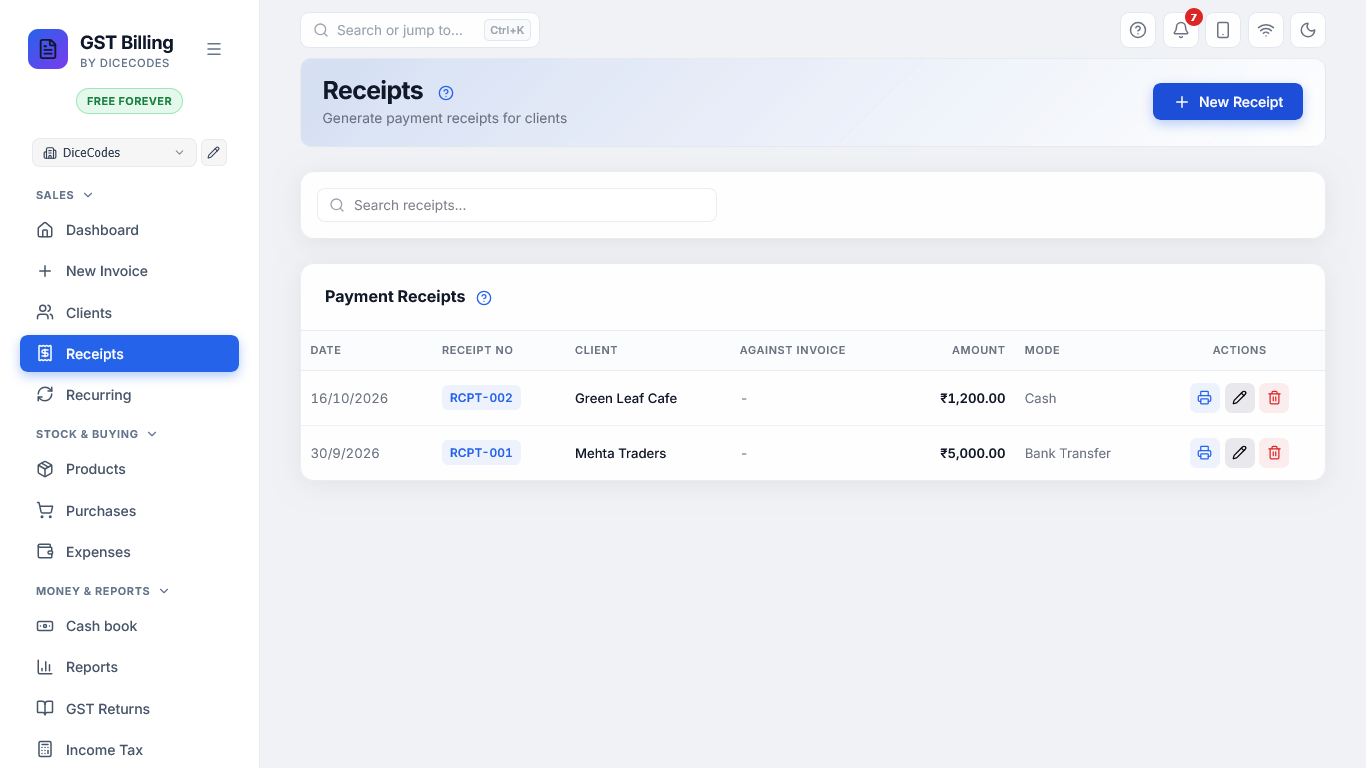 GST Billing
BY DICECODES
FREE FOREVER
DiceCodes
SALES
Dashboard
New Invoice
Clients
Receipts
Recurring
STOCK & BUYING
Products
Purchases
Expenses
MONEY & REPORTS
Cash book
Reports
GST Returns
Income Tax
Search or jump to... Ctrl+K
7
Receipts
Generate payment receipts for clients
New Receipt
Search receipts...
Payment Receipts
DATE RECEIPT NO CLIENT AGAINST INVOICE AMOUNT MODE ACTIONS
16/10/2026 RCPT-002 Green Leaf Cafe - ₹1,200.00 Cash
30/9/2026 RCPT-001 Mehta Traders - ₹5,000.00 Bank Transfer